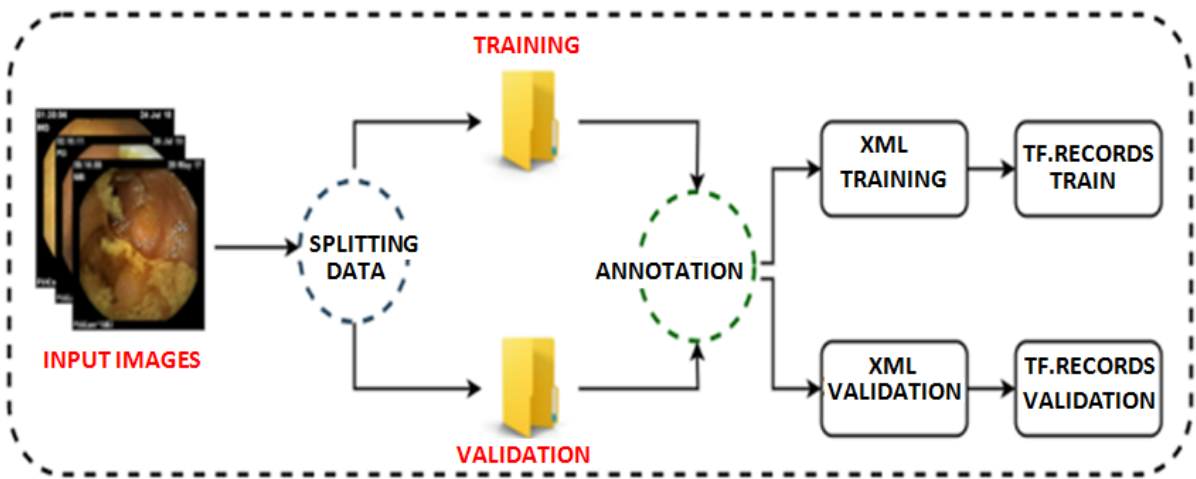 TRAINING
INPUT IMAGES
SPLITTING
DATA
VALIDATION
ANNOTATION
XML
TRAINING
TF.RECORDS
TRAIN
XML
VALIDATION
TF.RECORDS
VALIDATION